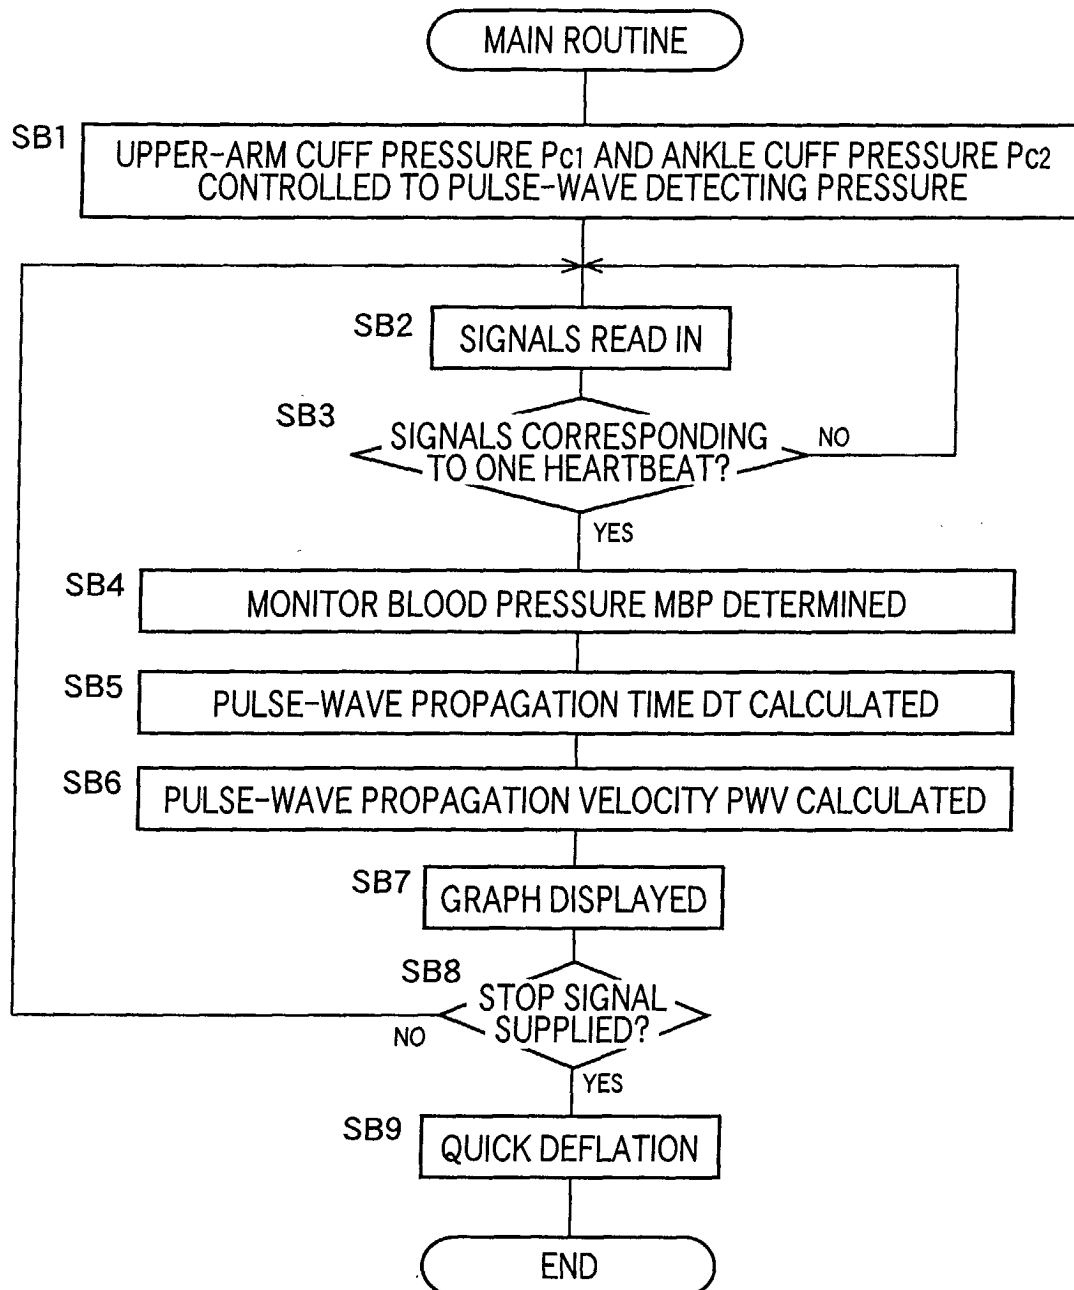 MAIN ROUTINE
SB1
UPPER-ARM CUFF PRESSURE Pc1 AND ANKLE CUFF PRESSURE Pc2
CONTROLLED TO PULSE-WAVE DETECTING PRESSURE
SB2
SIGNALS READ IN
SB3
SIGNALS CORRESPONDING
TO ONE HEARTBEAT?
NO
YES
SB4
MONITOR BLOOD PRESSURE MBP DETERMINED
SB5
PULSE-WAVE PROPAGATION TIME DT CALCULATED
SB6
PULSE-WAVE PROPAGATION VELOCITY PWV CALCULATED
SB7
GRAPH DISPLAYED
SB8
STOP SIGNAL
SUPPLIED?
NO
YES
SB9
QUICK DEFLATION
END